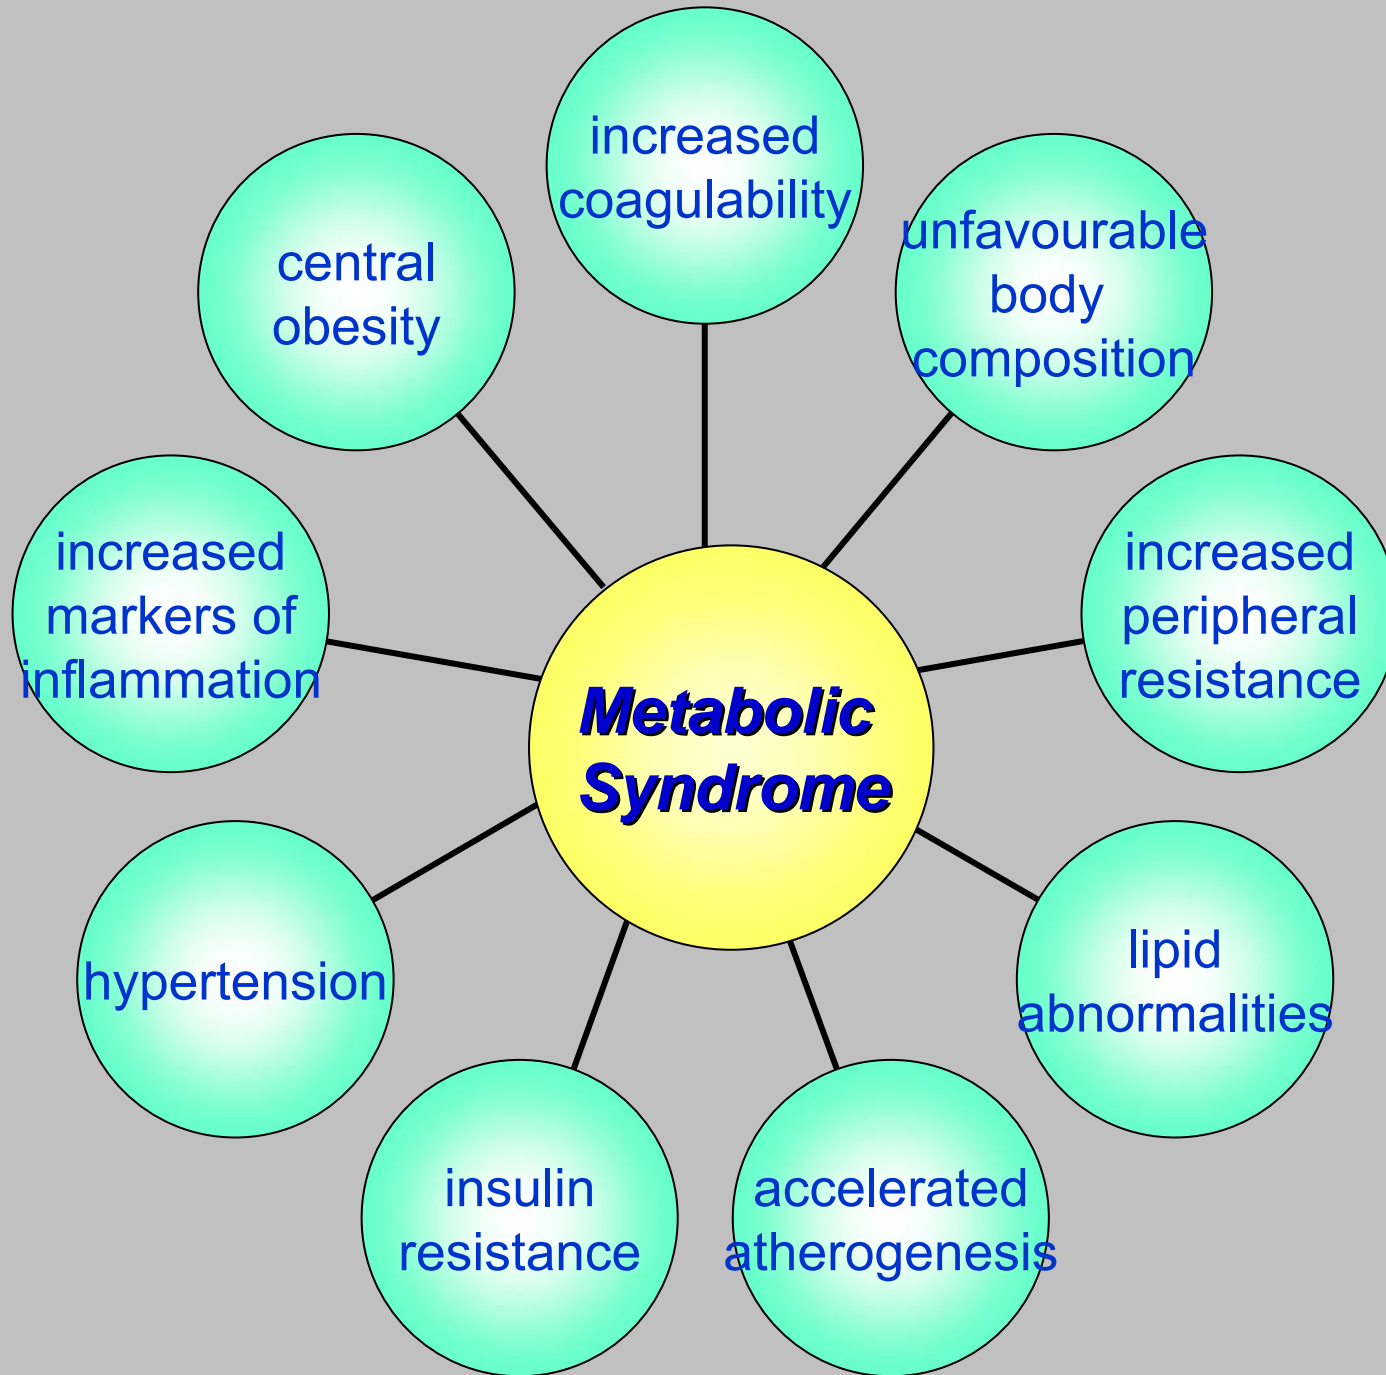 increased
coagulability
unfavourable
body
composition
increased
peripheral
resistance
lipid
abnormalities
accelerated
atherogenesis
insulin
resistance
hypertension
increased
markers of
inflammation
central
obesity
Metabolic
Syndrome